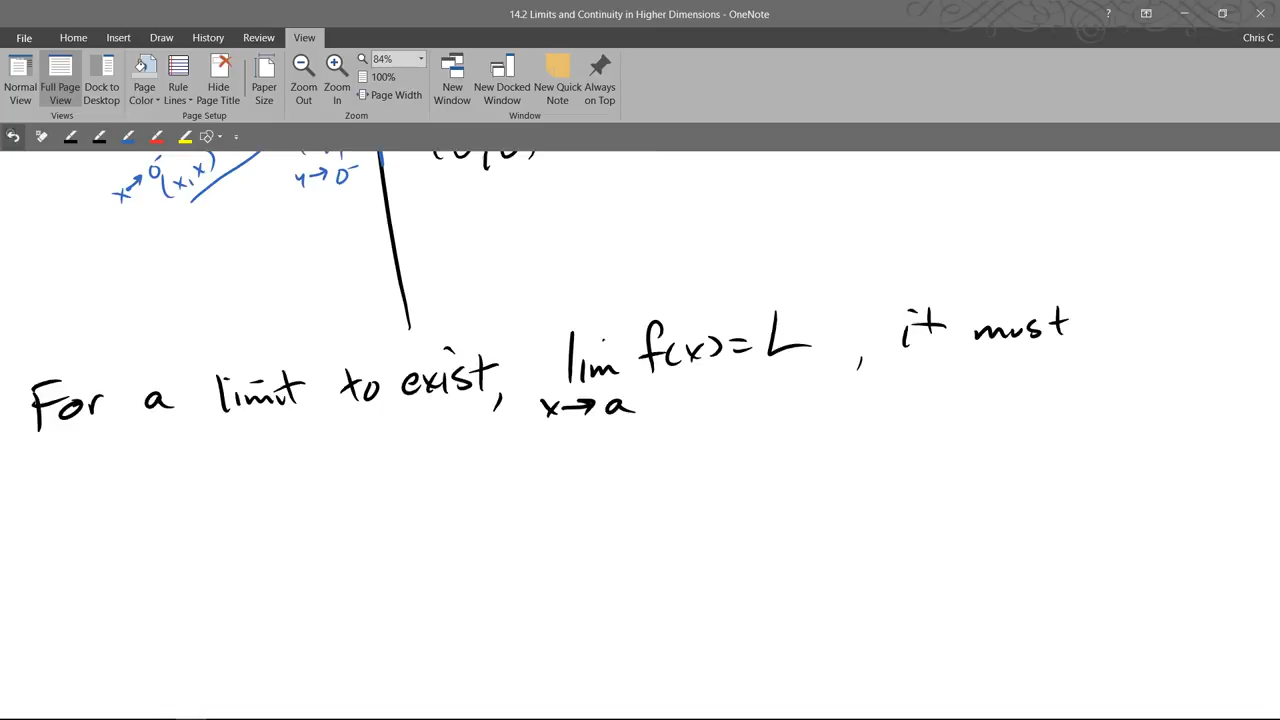 14.2 Limits and Continuity in Higher Dimensions - OneNote
Chris C
File Home Insert Draw History Review View
84%
100%
Page Width
Normal View
Full Page View
Dock to Desktop
Page Color
Rule Lines
Hide Page Title
Paper Size
Zoom Out
Zoom In
New Window
New Docked Window
New Quick Note
Always on Top
Views Page Setup Zoom Window
x→0⁻ (x,x)
y→0⁻
For a limit to exist, lim f(x)=L , it must
x→a